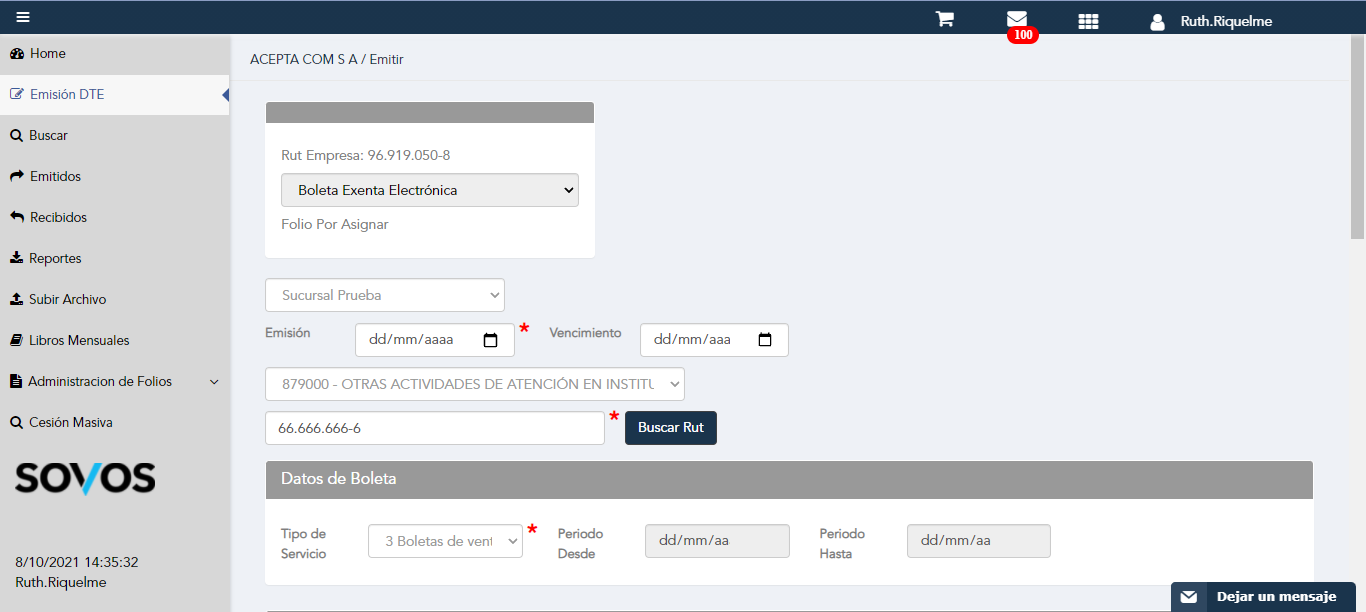 100
Ruth.Riquelme
Home
Emisión DTE
Buscar
Emitidos
Recibidos
Reportes
Subir Archivo
Libros Mensuales
Administracion de Folios
Cesión Masiva
SOVOS
8/10/2021 14:35:32
Ruth.Riquelme
ACEPTA COM S A / Emitir
Rut Empresa: 96.919.050-8
Boleta Exenta Electrónica
Folio Por Asignar
Sucursal Prueba
Emisión dd/mm/aaaa * Vencimiento dd/mm/aaa
879000 - OTRAS ACTIVIDADES DE ATENCIÓN EN INSTITU
66.666.666-6 * Buscar Rut
Datos de Boleta
Tipo de Servicio 3 Boletas de vent * Periodo Desde dd/mm/aa Periodo Hasta dd/mm/aa
Dejar un mensaje